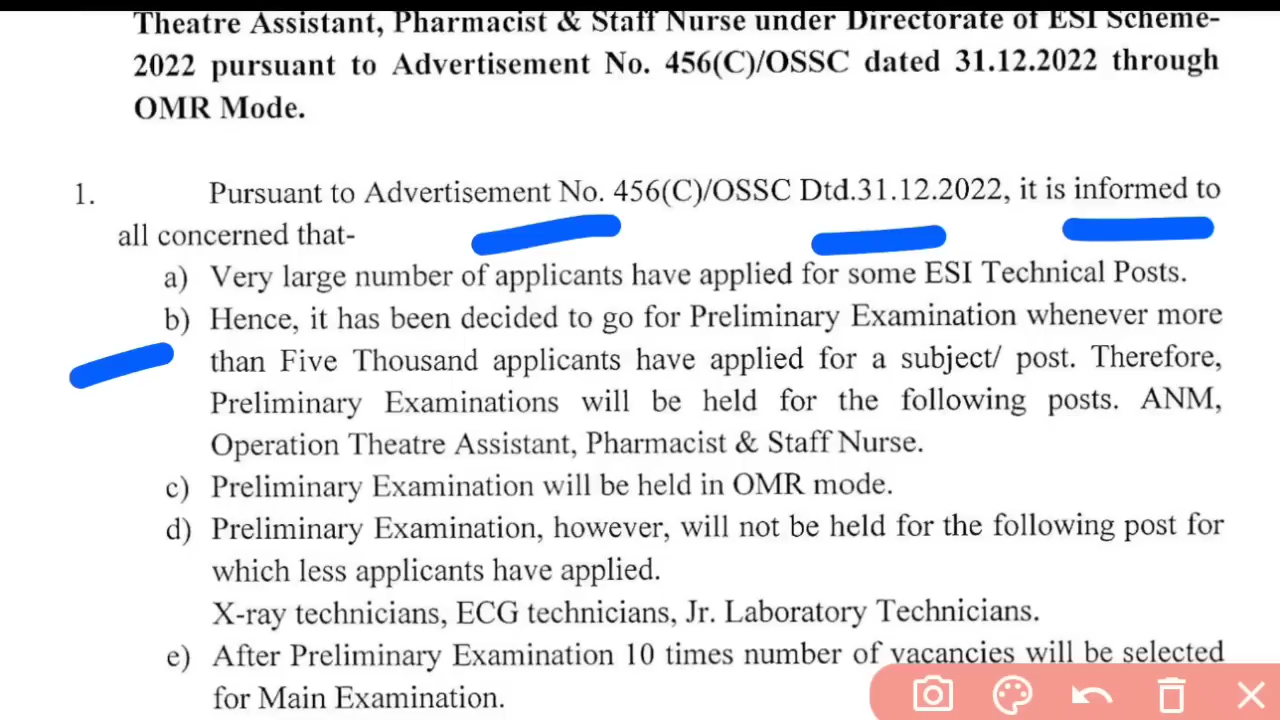 Theatre Assistant, Pharmacist & Staff Nurse under Directorate of ESI Scheme-
2022 pursuant to Advertisement No. 456(C)/OSSC dated 31.12.2022 through
OMR Mode.
1. Pursuant to Advertisement No. 456(C)/OSSC Dtd.31.12.2022, it is informed to
all concerned that-
a) Very large number of applicants have applied for some ESI Technical Posts.
b) Hence, it has been decided to go for Preliminary Examination whenever more
than Five Thousand applicants have applied for a subject/ post. Therefore,
Preliminary Examinations will be held for the following posts. ANM,
Operation Theatre Assistant, Pharmacist & Staff Nurse.
c) Preliminary Examination will be held in OMR mode.
d) Preliminary Examination, however, will not be held for the following post for
which less applicants have applied.
X-ray technicians, ECG technicians, Jr. Laboratory Technicians.
e) After Preliminary Examination 10 times number of vacancies will be selected
for Main Examination.